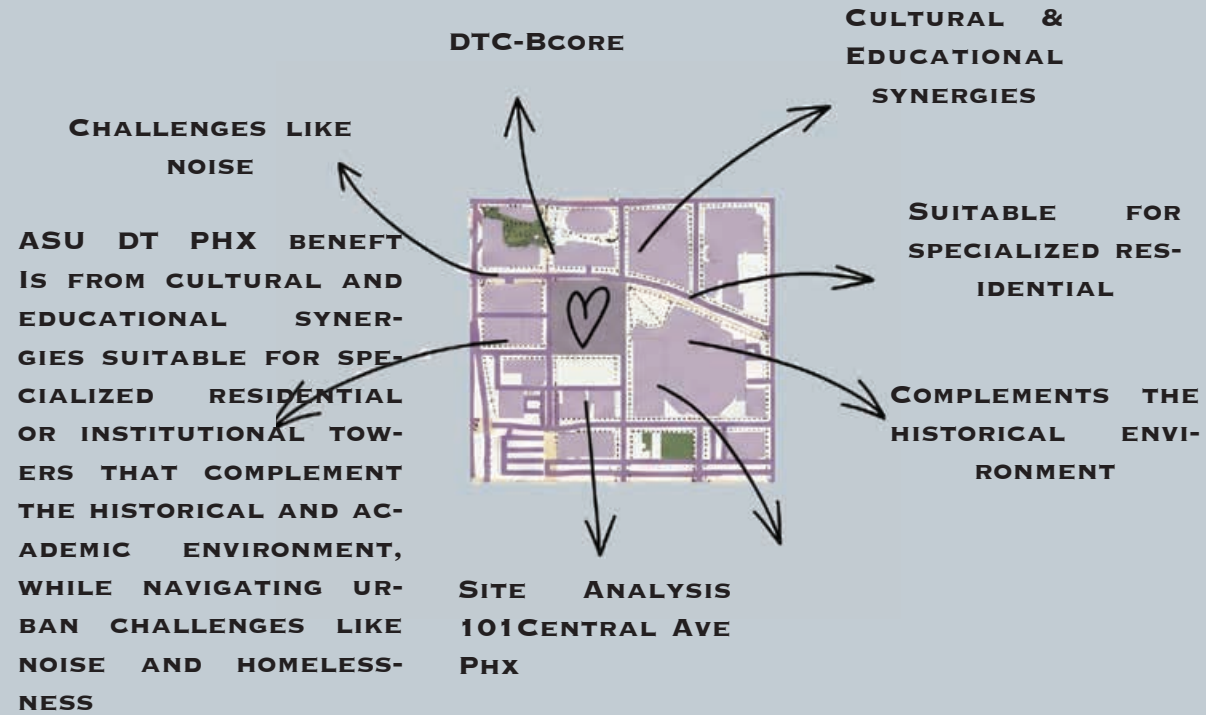 DTC-Bcore
Cultural &
Educational
synergies
Challenges like
noise
Suitable for
specialized res-
idential
ASU DT PHX beneft
Is from cultural and
educational syner-
gies suitable for spe-
cialized residential
or institutional tow-
ers that complement
the historical and ac-
ademic environment,
while navigating ur-
ban challenges like
noise and homeless-
ness
Complements the
historical envi-
ronment
Site Analysis
101Central Ave
Phx